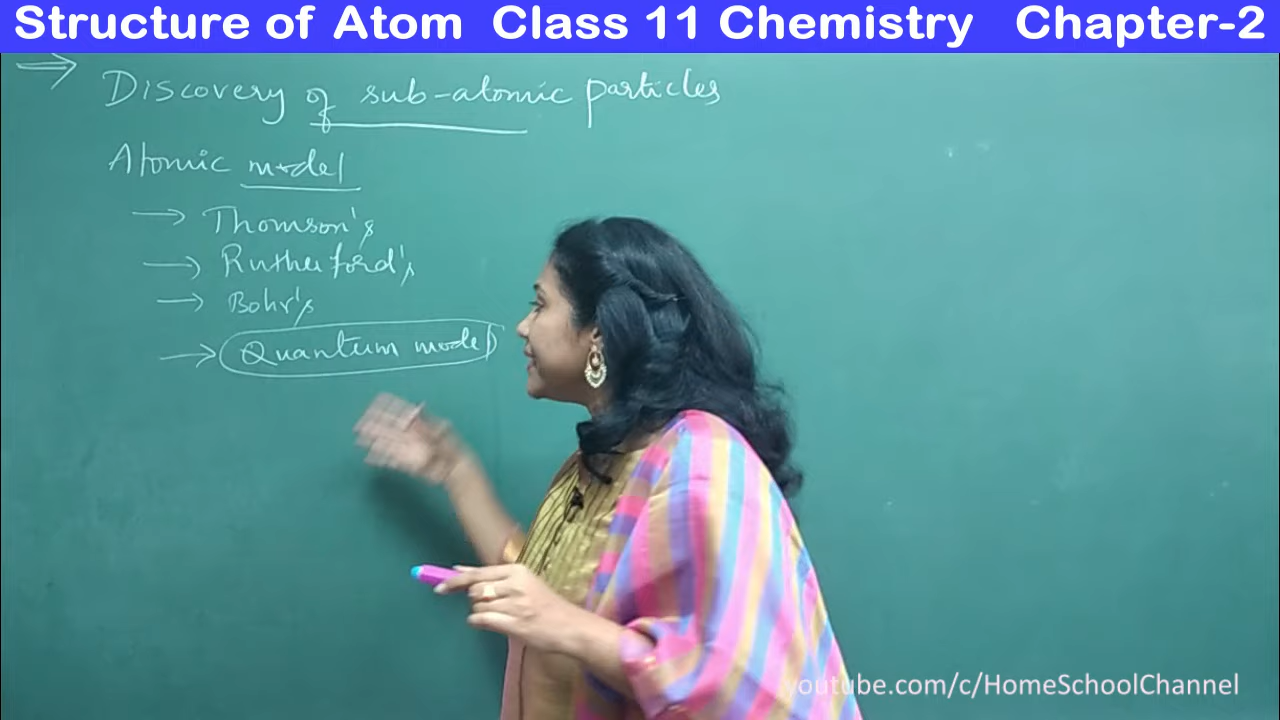 Structure of Atom Class 11 Chemistry Chapter-2
⇒ Discovery of sub-atomic particles
Atomic model
→ Thomson's
→ Rutherford's
→ Bohr's
→ Quantum model
youtube.com/c/HomeSchoolChannel